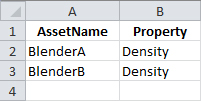 A B
1 AssetName Property
2 BlenderA Density
3 BlenderB Density
4